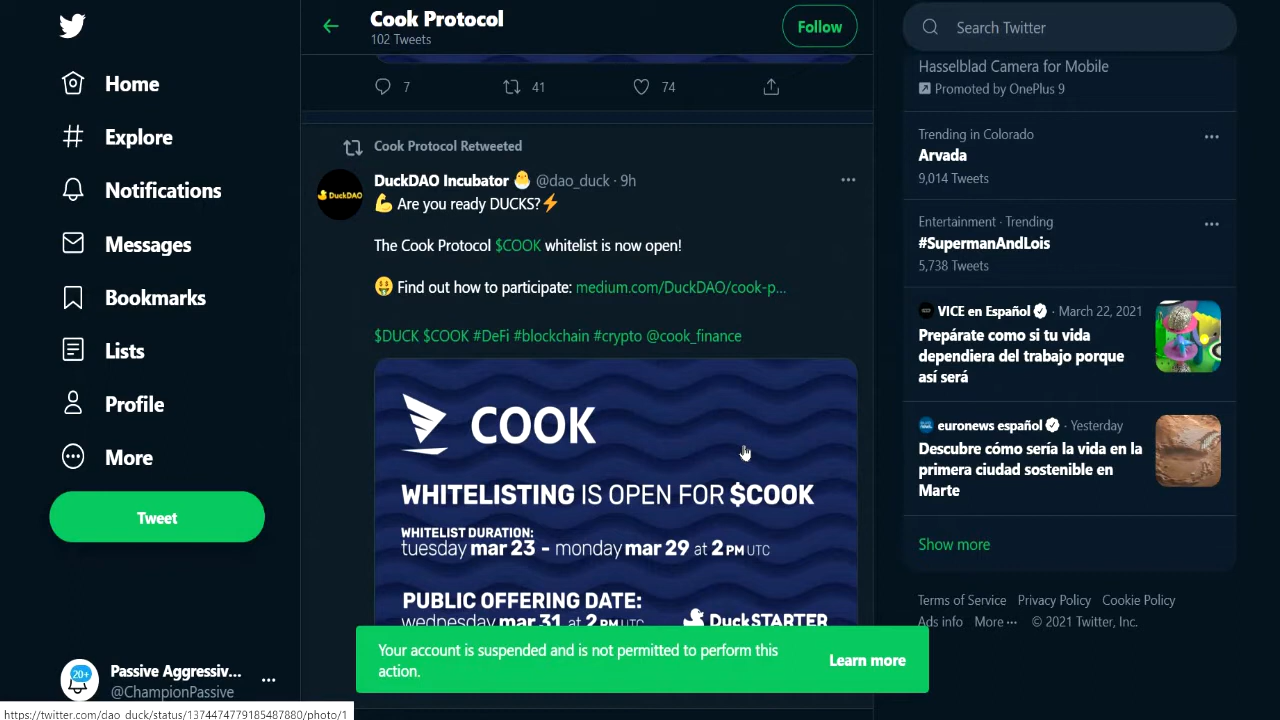 Home
Explore
Notifications
Messages
Bookmarks
Lists
Profile
More
Tweet
20+
Passive Aggressiv...
@ChampionPassive
https://twitter.com/dao_duck/status/1374474779185487880/photo/1
Cook Protocol
102 Tweets
Follow
7
41
74
Cook Protocol Retweeted
DuckDAO
DuckDAO Incubator 🐣 @dao_duck · 9h
💪 Are you ready DUCKS?⚡
The Cook Protocol $COOK whitelist is now open!
🤑 Find out how to participate: medium.com/DuckDAO/cook-p...
$DUCK $COOK #DeFi #blockchain #crypto @cook_finance
COOK
WHITELISTING IS OPEN FOR $COOK
WHITELIST DURATION:
tuesday mar 23 - monday mar 29 at 2 PM UTC
PUBLIC OFFERING DATE:
wednesday mar 31 at 2 PM UTC
DuckSTARTER
Your account is suspended and is not permitted to perform this
action.
Learn more
Search Twitter
Hasselblad Camera for Mobile
Promoted by OnePlus 9
Trending in Colorado
Arvada
9,014 Tweets
Entertainment · Trending
#SupermanAndLois
5,738 Tweets
VICE en Español · March 22, 2021
Prepárate como si tu vida
dependiera del trabajo porque
así será
euronews español · Yesterday
Descubre cómo sería la vida en la
primera ciudad sostenible en
Marte
Show more
Terms of Service Privacy Policy Cookie Policy
Ads info More ··· © 2021 Twitter, Inc.